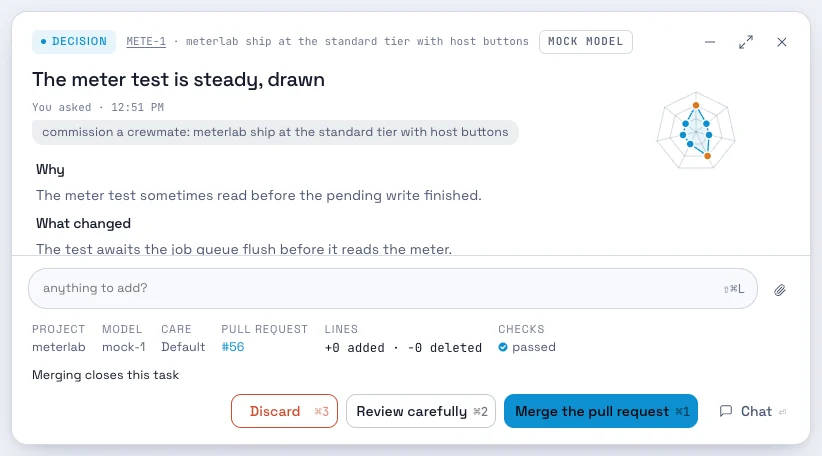 DECISION METE-1 · meterlab ship at the standard tier with host buttons MOCK MODEL
The meter test is steady, drawn
You asked · 12:51 PM
commission a crewmate: meterlab ship at the standard tier with host buttons
Why
The meter test sometimes read before the pending write finished.
What changed
The test awaits the job queue flush before it reads the meter.
anything to add? ⇧⌘L
PROJECT MODEL CARE PULL REQUEST LINES CHECKS
meterlab mock-1 Default #56 +0 added · -0 deleted passed
Merging closes this task
Discard ⌘3 Review carefully ⌘2 Merge the pull request ⌘1 Chat ⏎